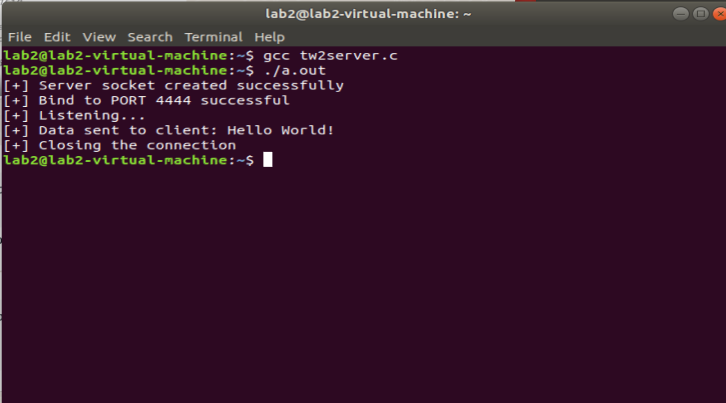 lab2@lab2-virtual-machine: ~
File Edit View Search Terminal Help
lab2@lab2-virtual-machine:~$ gcc tw2server.c
lab2@lab2-virtual-machine:~$ ./a.out
[+] Server socket created successfully
[+] Bind to PORT 4444 successful
[+] Listening...
[+] Data sent to client: Hello World!
[+] Closing the connection
lab2@lab2-virtual-machine:~$